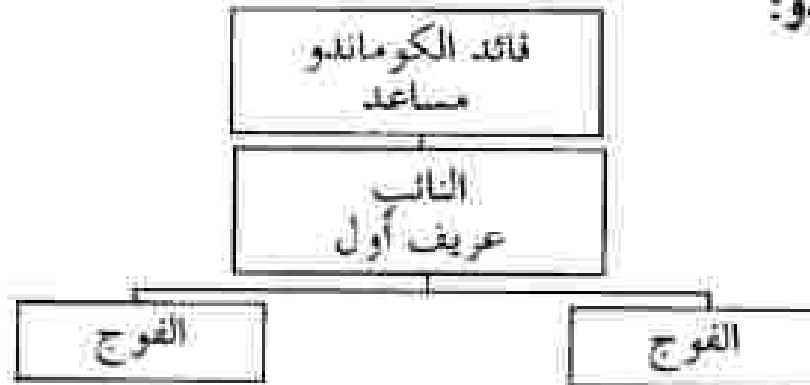 قائد الكوماندو
مساعد
النائب
عريف أول
الفوج
الفوج